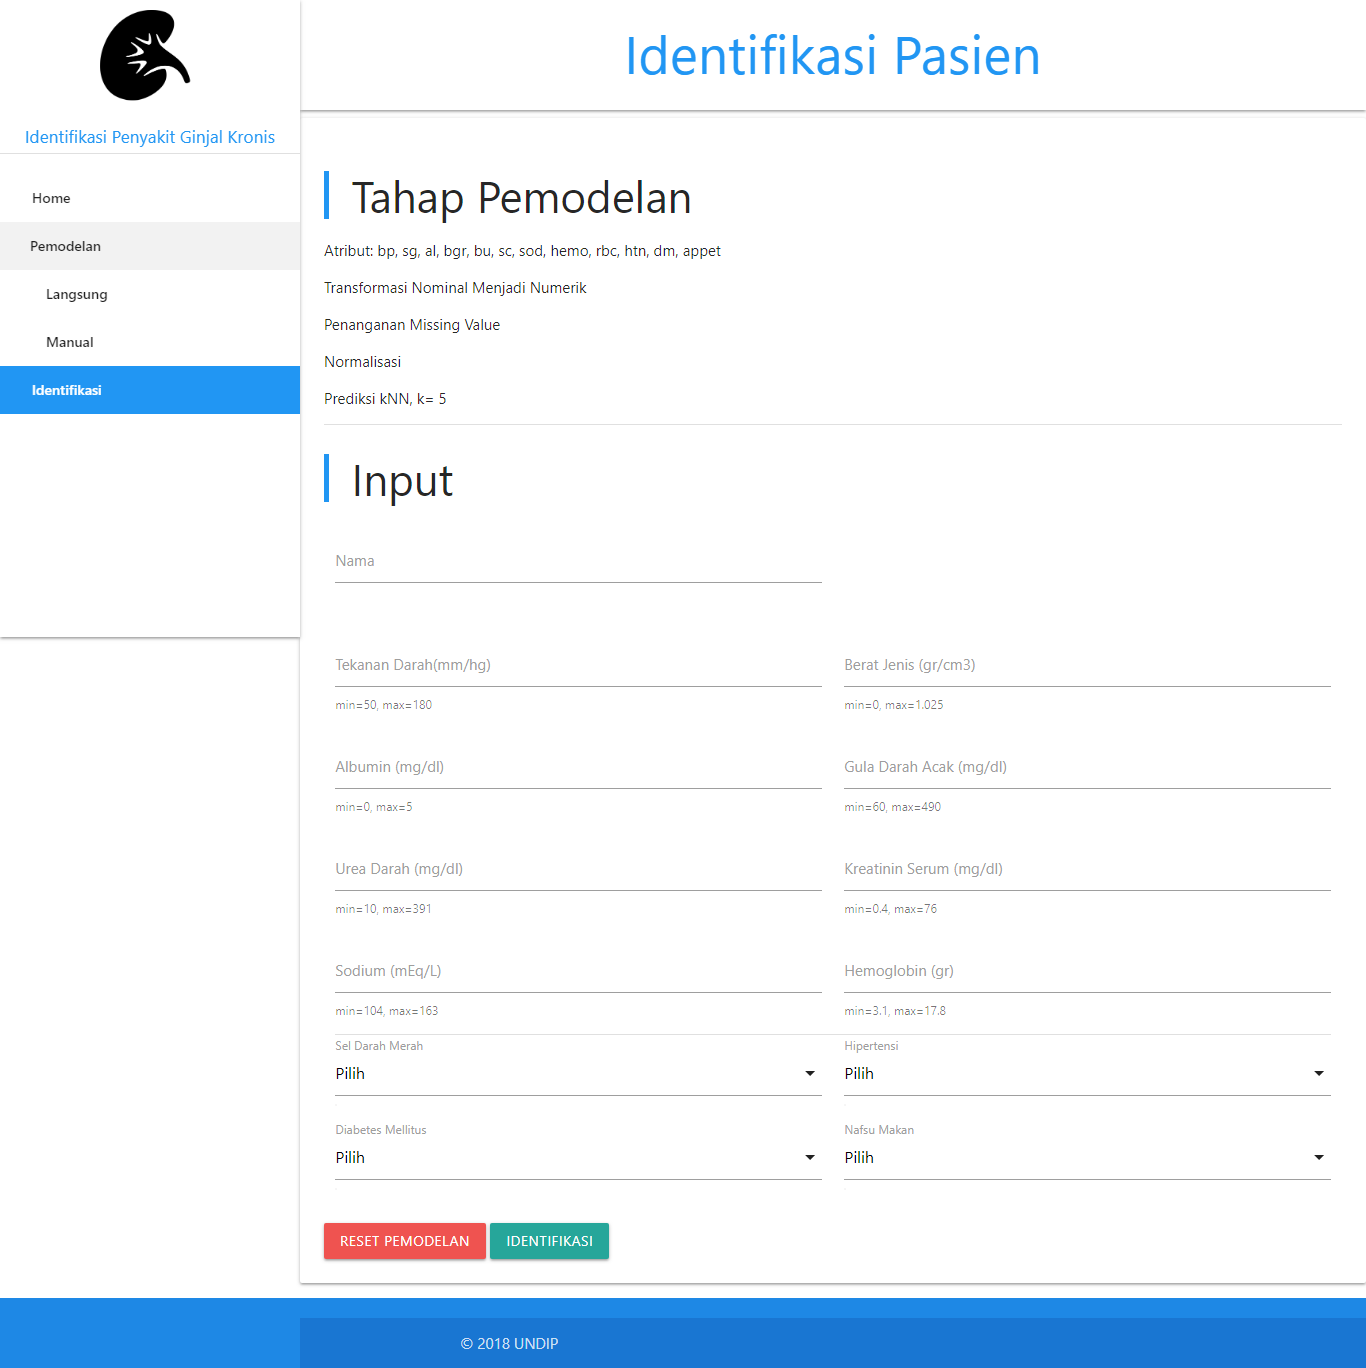 Identifikasi Penyakit Ginjal Kronis
Home
Pemodelan
Langsung
Manual
Identifikasi
Identifikasi Pasien
Tahap Pemodelan
Atribut: bp, sg, al, bgr, bu, sc, sod, hemo, rbc, htn, dm, appet
Transformasi Nominal Menjadi Numerik
Penanganan Missing Value
Normalisasi
Prediksi kNN, k= 5
Input
Nama
Tekanan Darah(mm/hg)
min=50, max=180
Berat Jenis (gr/cm3)
min=0, max=1.025
Albumin (mg/dl)
min=0, max=5
Gula Darah Acak (mg/dl)
min=60, max=490
Urea Darah (mg/dl)
min=10, max=391
Kreatinin Serum (mg/dl)
min=0.4, max=76
Sodium (mEq/L)
min=104, max=163
Hemoglobin (gr)
min=3.1, max=17.8
Sel Darah Merah
Pilih
Hipertensi
Pilih
Diabetes Mellitus
Pilih
Nafsu Makan
Pilih
RESET PEMODELAN
IDENTIFIKASI
© 2018 UNDIP